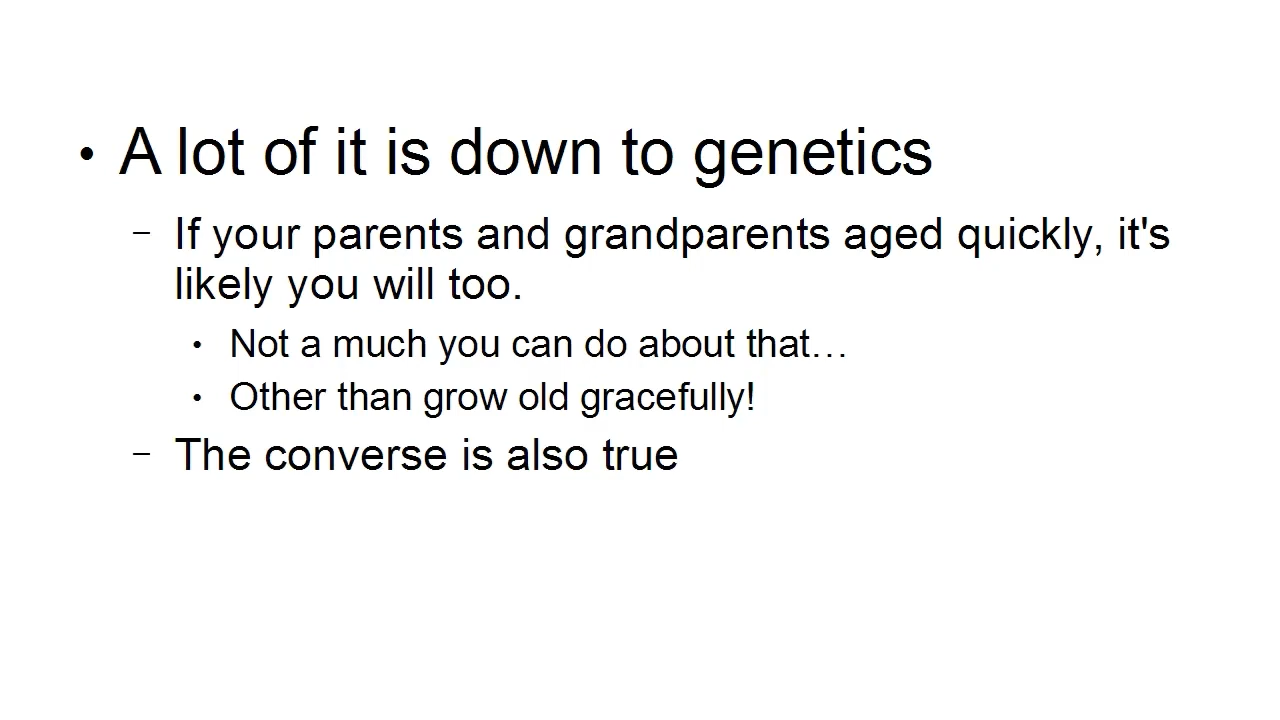 • A lot of it is down to genetics
– If your parents and grandparents aged quickly, it's
likely you will too.
• Not a much you can do about that…
• Other than grow old gracefully!
– The converse is also true